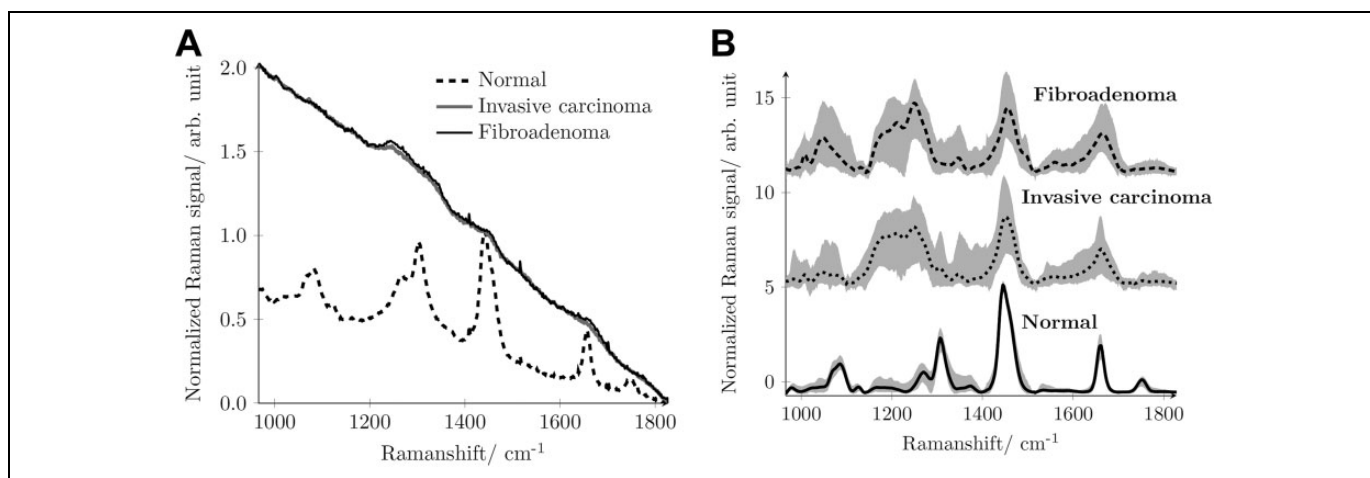 A
Normalized Raman signal/ arb. unit
2.0
1.5
1.0
0.5
0.0
Normal
Invasive carcinoma
Fibroadenoma
1000 1200 1400 1600 1800
Ramanshift/ cm-1
B
Normalized Raman signal/ arb. unit
15
10
5
0
Fibroadenoma
Invasive carcinoma
Normal
1000 1200 1400 1600 1800
Ramanshift/ cm-1